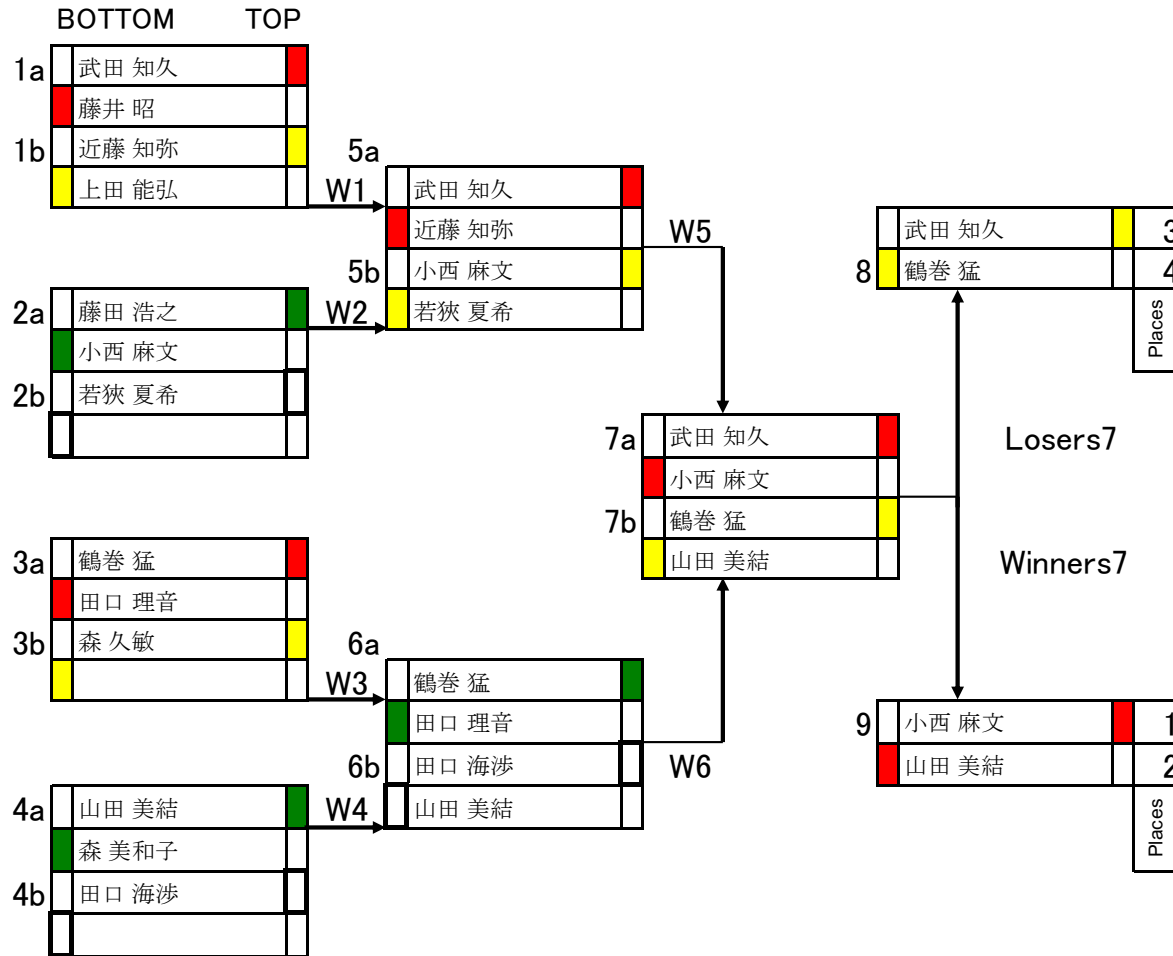 BOTTOM TOP
1a 武田 知久
藤井 昭
1b 近藤 知弥
上田 能弘
W1
2a 藤田 浩之
小西 麻文
2b 若狹 夏希
W2
3a 鶴巻 猛
田口 理音
3b 森 久敏
W3
4a 山田 美結
森 美和子
4b 田口 海渉
W4
5a
武田 知久
近藤 知弥
5b 小西 麻文
若狹 夏希
W5
6a
鶴巻 猛
田口 理音
6b 田口 海渉
山田 美結
W6
7a 武田 知久
小西 麻文
7b 鶴巻 猛
山田 美結
Losers7
Winners7
武田 知久 3
8 鶴巻 猛 4
Places
9 小西 麻文 1
山田 美結 2
Places